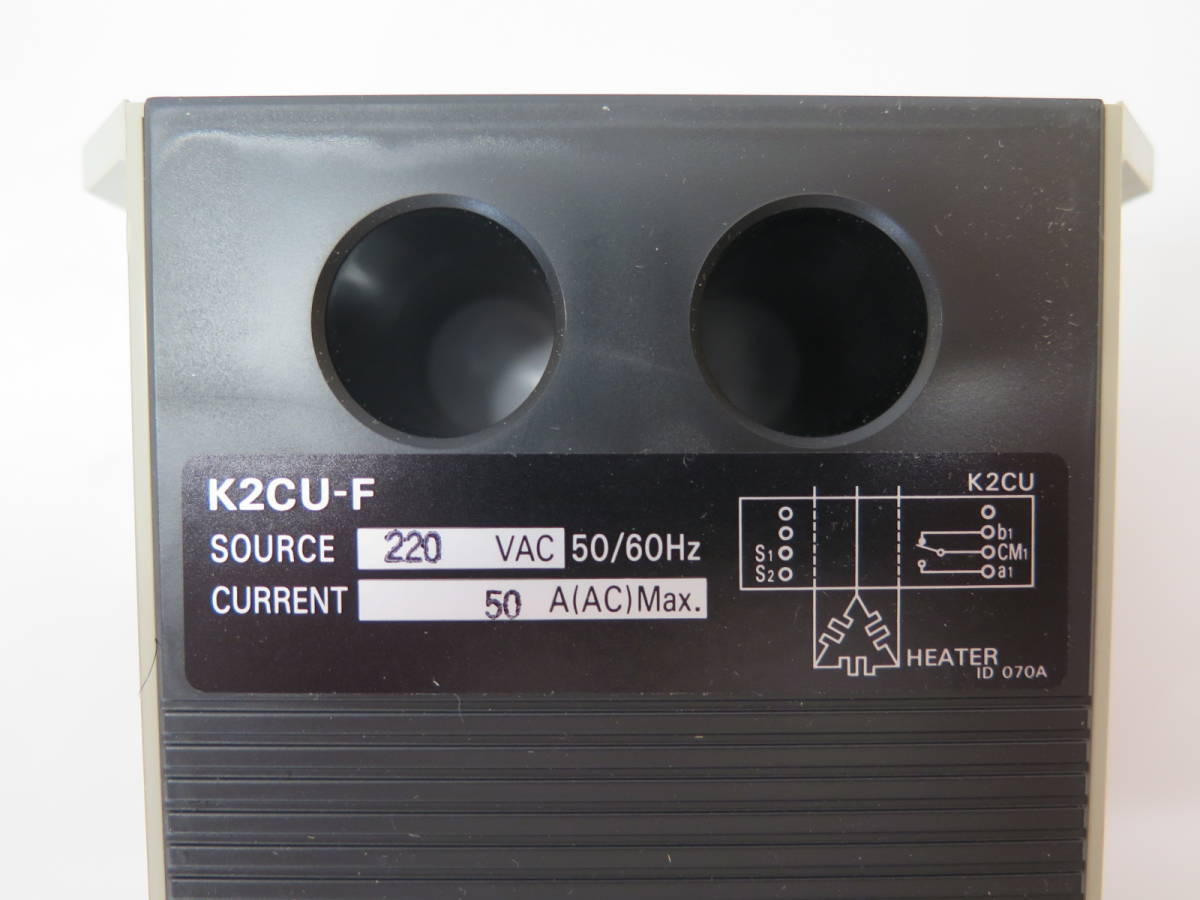 K2CU-F
SOURCE 220 VAC 50/60Hz
CURRENT 50 A(AC)Max.
K2CU
b1
S1 CM1
S2 a1
HEATER
ID 070A